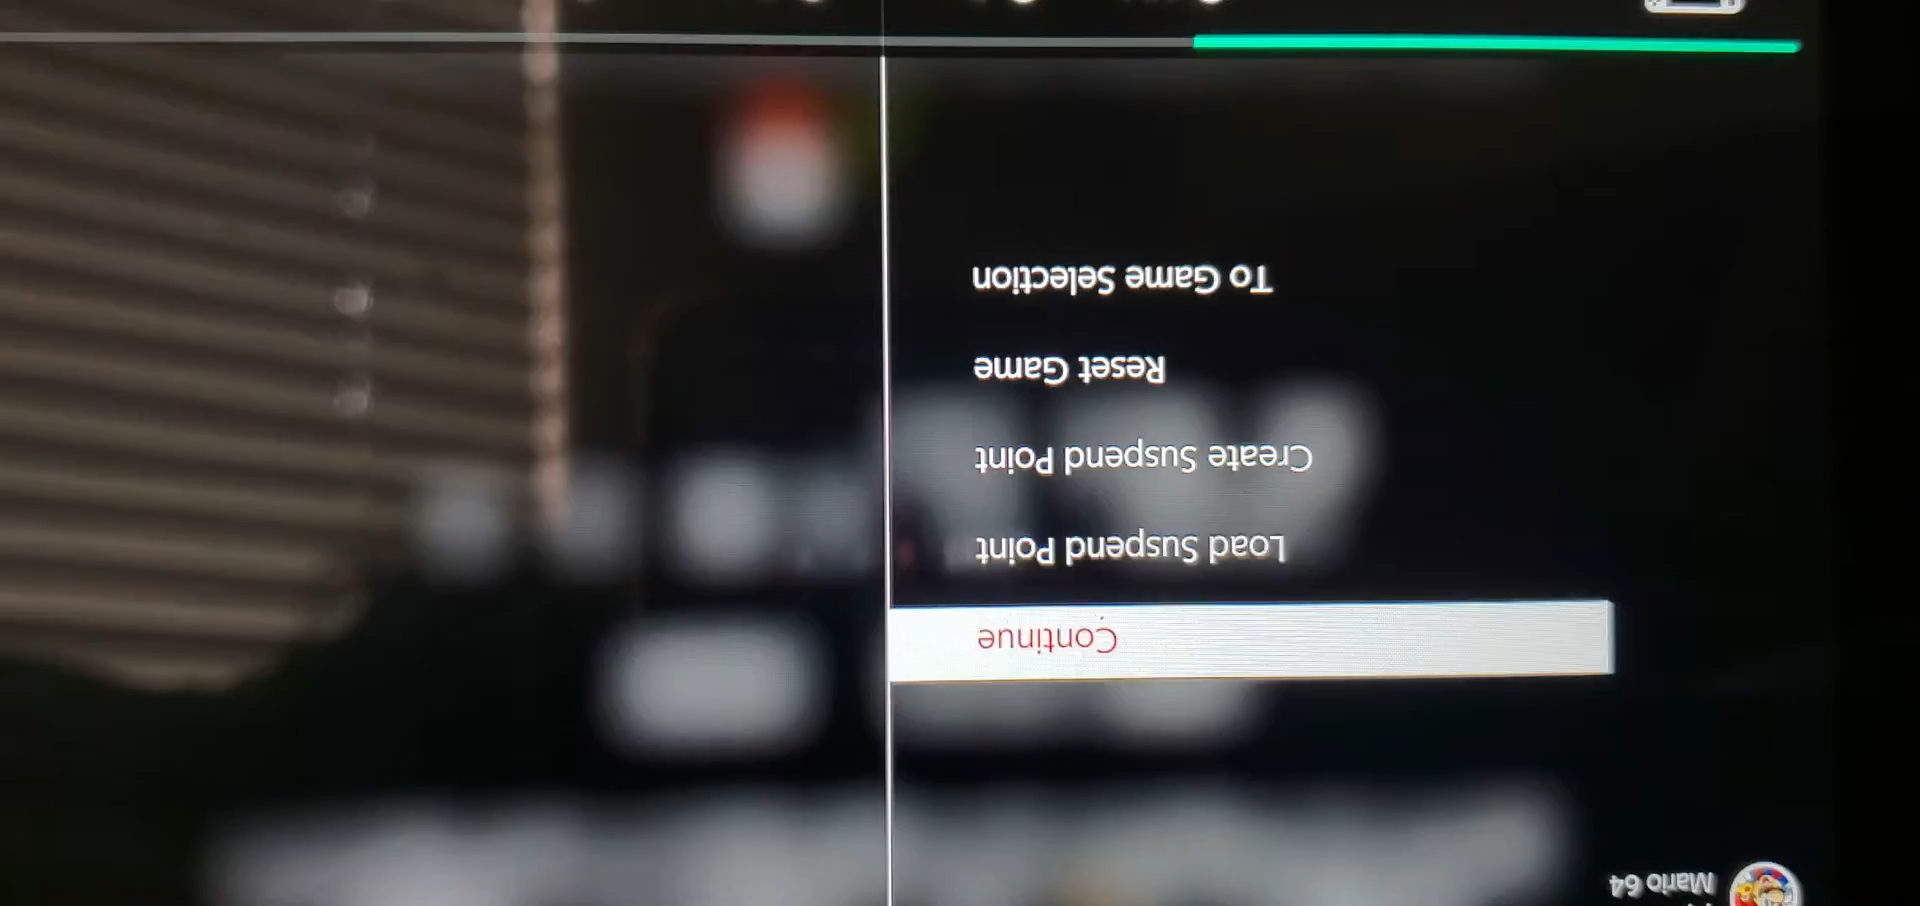 Mario 64
Continue
Load Suspend Point
Create Suspend Point
Reset Game
To Game Selection